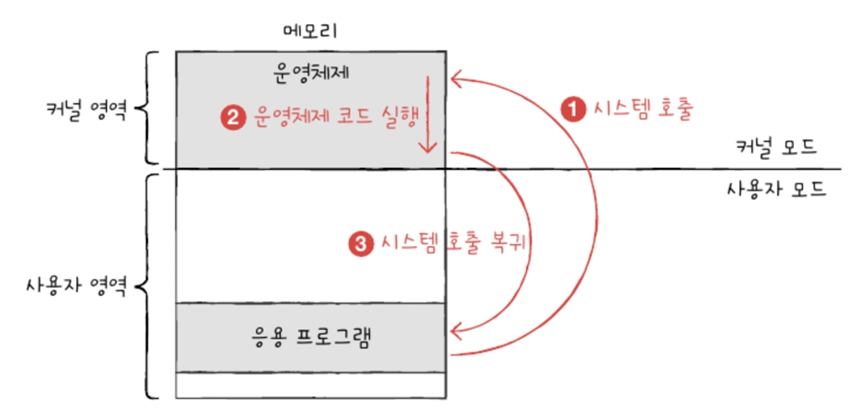 메모리
운영체제
커널 영역
2 운영체제 코드 실행
1 시스템 호출
커널 모드
사용자 모드
3 시스템 호출 복귀
사용자 영역
응용 프로그램